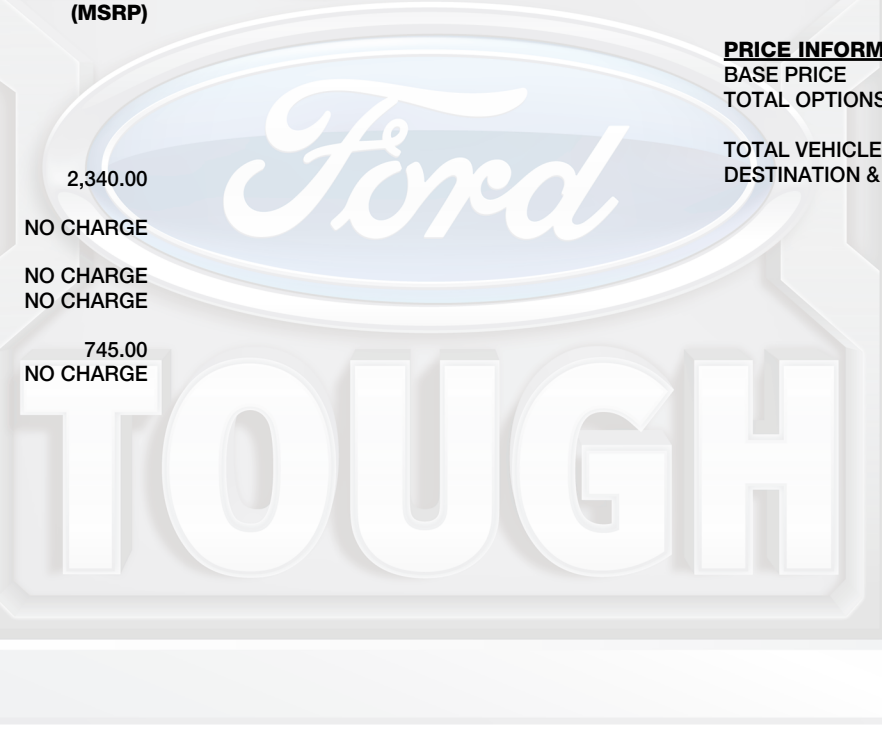 (MSRP)
2,340.00
NO CHARGE
NO CHARGE
NO CHARGE
745.00
NO CHARGE
PRICE INFORM
BASE PRICE
TOTAL OPTIONS
TOTAL VEHICLE
DESTINATION &
Ford
TOUGH